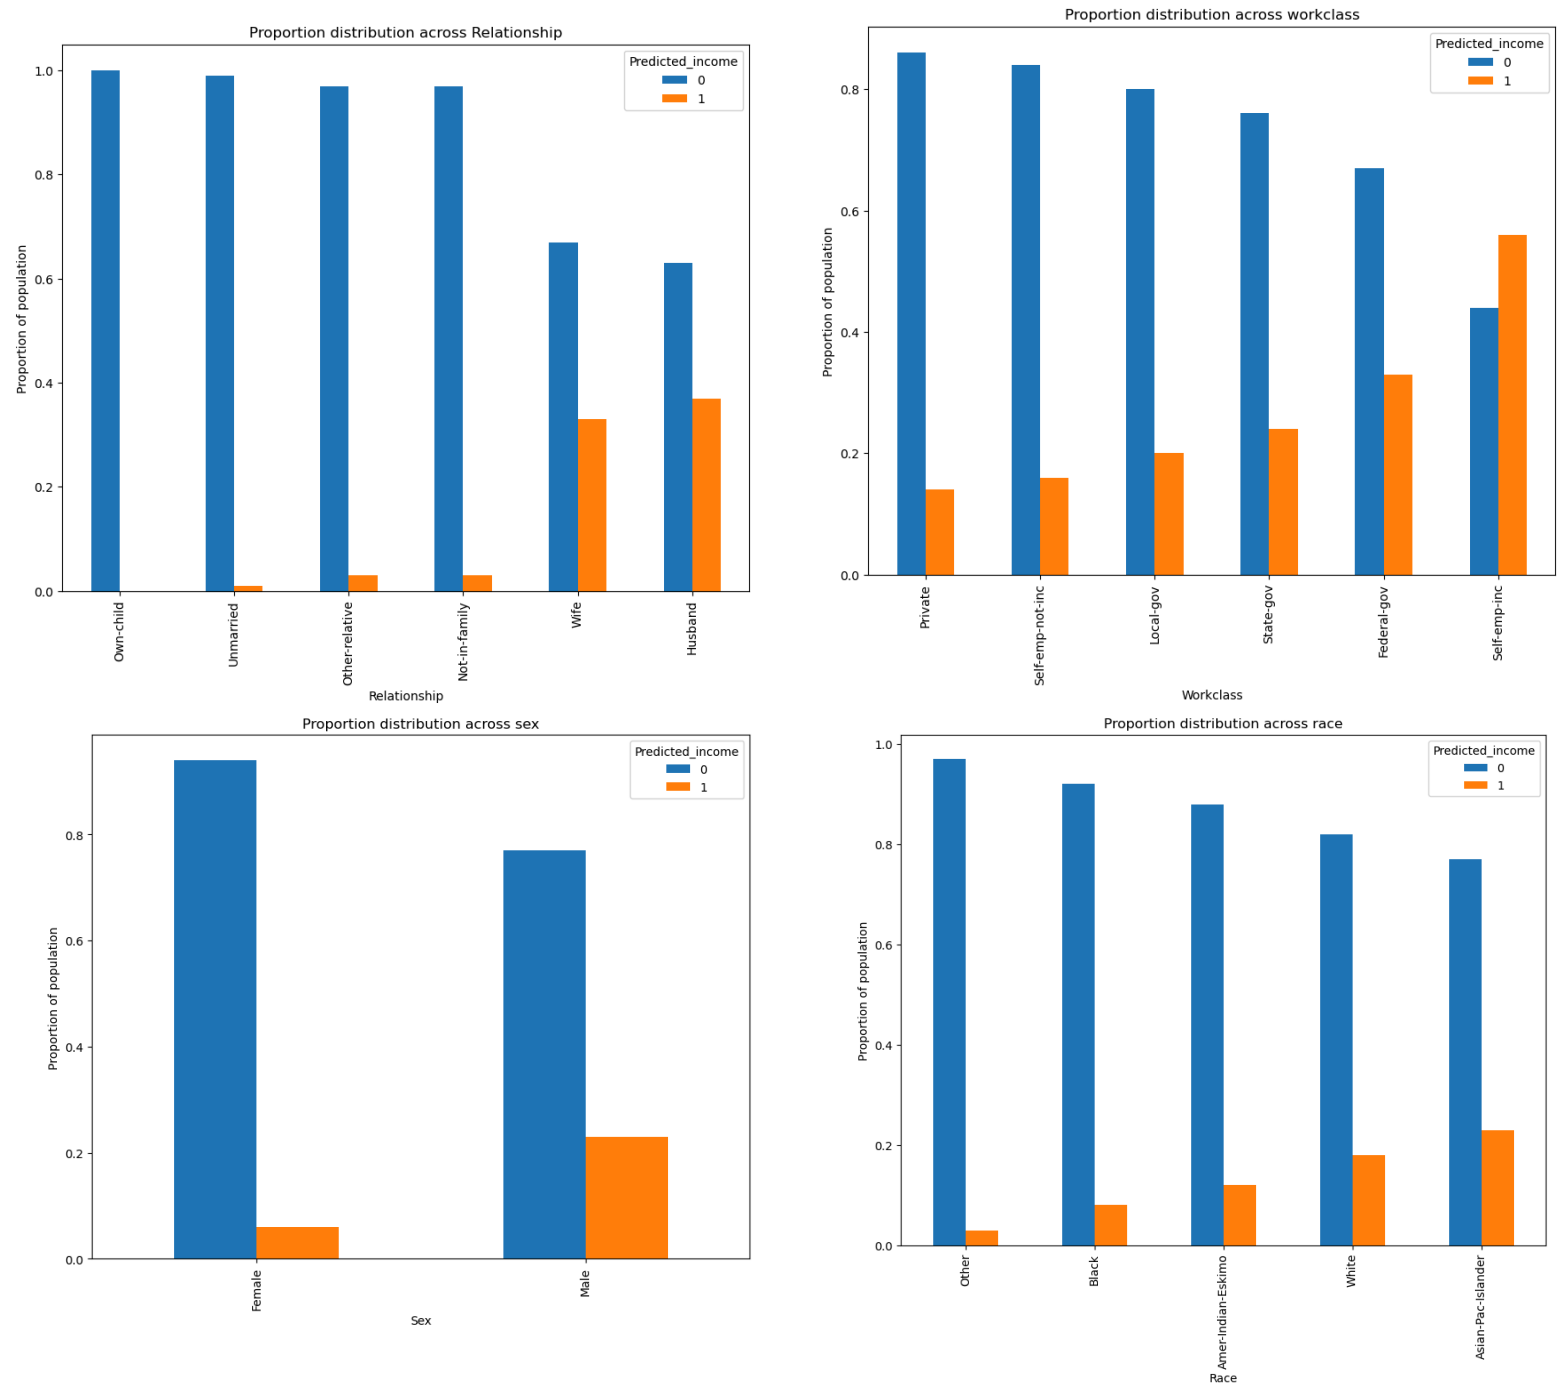 Proportion distribution across Relationship
Predicted_income
0
1
1.0
0.8
0.6
0.4
0.2
0.0
Proportion of population
Own-child
Unmarried
Other-relative
Not-in-family
Wife
Husband
Relationship
Proportion distribution across workclass
Predicted_income
0
1
0.8
0.6
0.4
0.2
0.0
Proportion of population
Private
Self-emp-not-inc
Local-gov
State-gov
Federal-gov
Self-emp-inc
Workclass
Proportion distribution across sex
Predicted_income
0
1
0.8
0.6
0.4
0.2
0.0
Proportion of population
Female
Male
Sex
Proportion distribution across race
Predicted_income
0
1
1.0
0.8
0.6
0.4
0.2
0.0
Proportion of population
Other
Black
Amer-Indian-Eskimo
White
Asian-Pac-Islander
Race